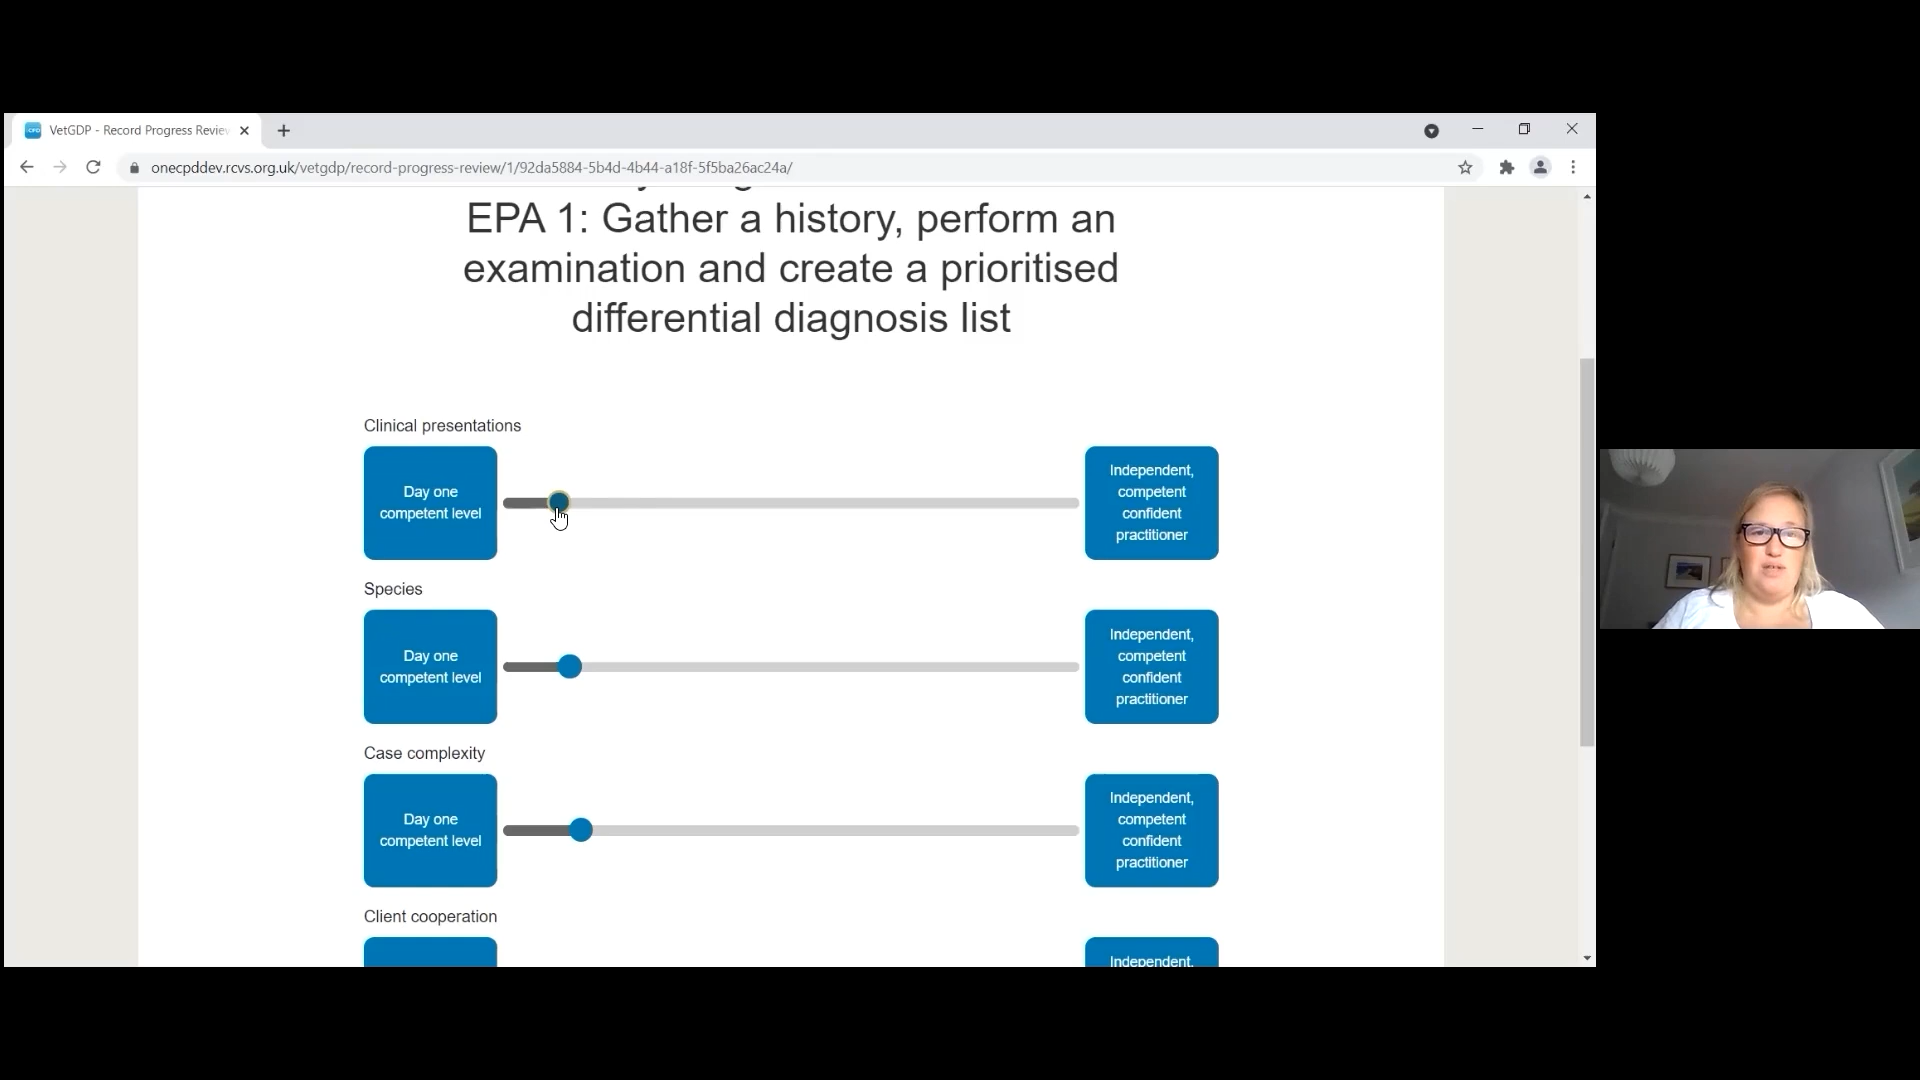 VetGDP - Record Progress Review
onecpddev.rcvs.org.uk/vetgdp/record-progress-review/1/92da5884-5b4d-4b44-a18f-5f5ba26ac24a/
EPA 1: Gather a history, perform an
examination and create a prioritised
differential diagnosis list
Clinical presentations
Day one
competent level
Independent,
competent
confident
practitioner
Species
Day one
competent level
Independent,
competent
confident
practitioner
Case complexity
Day one
competent level
Independent,
competent
confident
practitioner
Client cooperation
Independent,